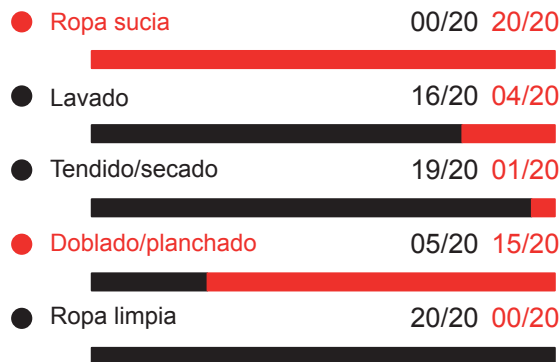 Ropa sucia 00/20 20/20
Lavado 16/20 04/20
Tendido/secado 19/20 01/20
Doblado/planchado 05/20 15/20
Ropa limpia 20/20 00/20